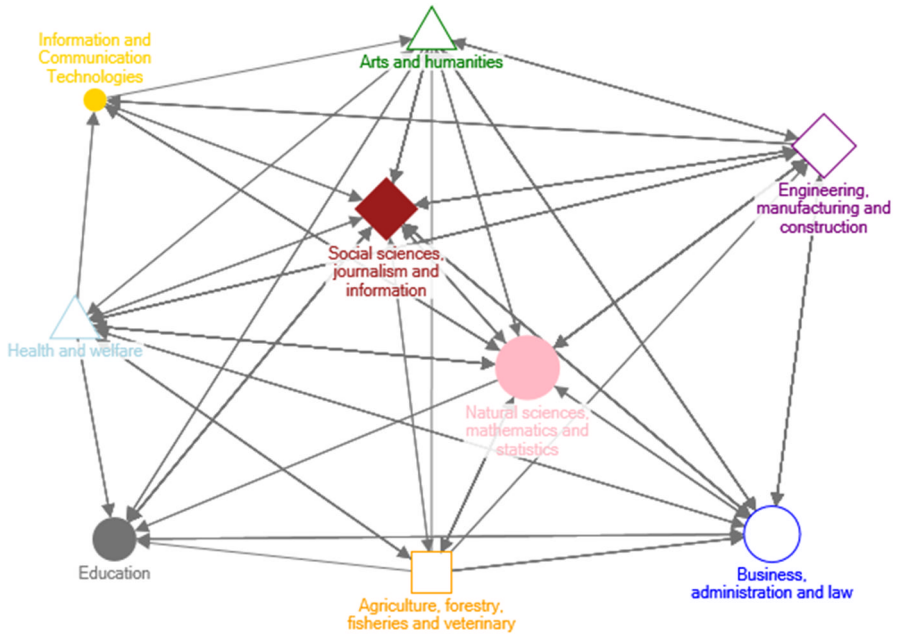 Information and
Communication
Technologies
Arts and humanities
Engineering,
manufacturing and
construction
Social sciences,
journalism and
information
Health and welfare
Natural sciences,
mathematics and
statistics
Education
Agriculture, forestry,
fisheries and veterinary
Business,
administration and law